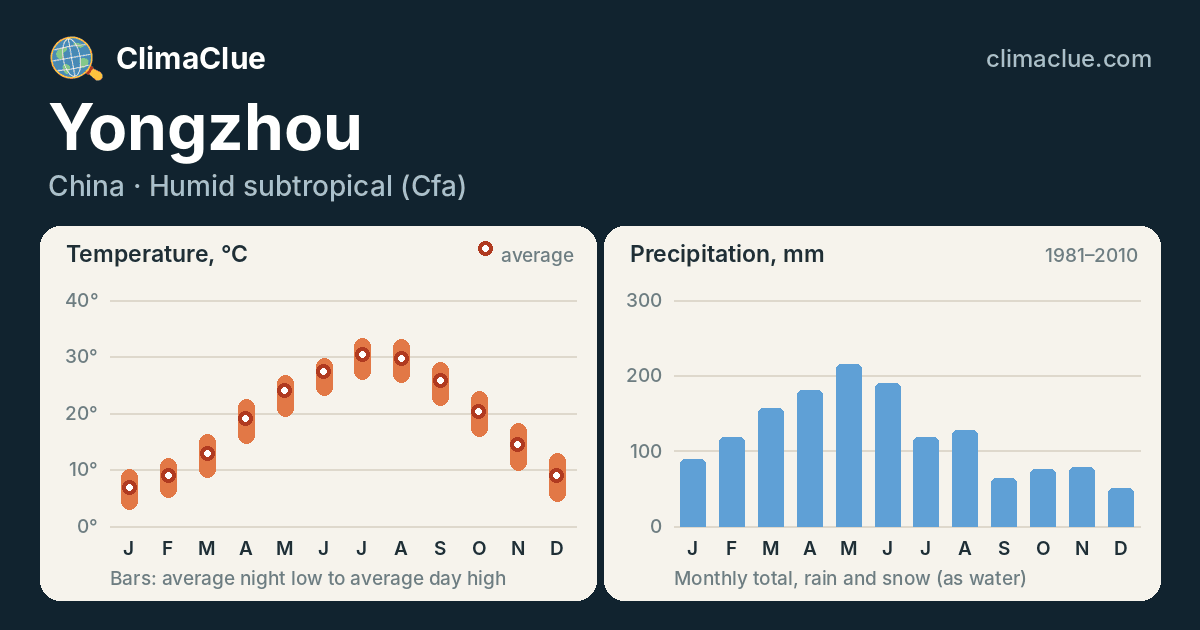 ClimaClue
climaclue.com
Yongzhou
China · Humid subtropical (Cfa)
Temperature, °C
average
40°
30°
20°
10°
0°
J F M A M J J A S O N D
Bars: average night low to average day high
Precipitation, mm
1981–2010
300
200
100
0
J F M A M J J A S O N D
Monthly total, rain and snow (as water)